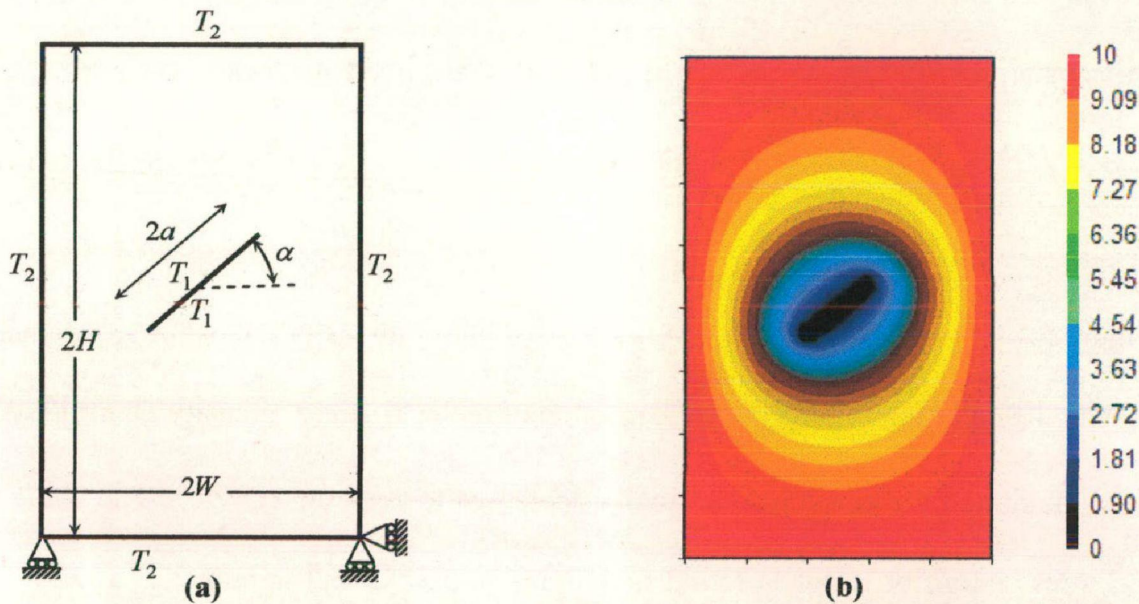 T₂
2a
α
T₂
T₁
T₁
T₂
2H
2W
T₂
(a)
10
9.09
8.18
7.27
6.36
5.45
4.54
3.63
2.72
1.81
0.90
0
(b)